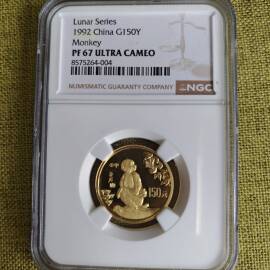 Lunar Series
1992 China G150Y
Monkey
PF 67 ULTRA CAMEO
8575264-004
NUMISMATIC GUARANTY COMPANY
NGC
150元